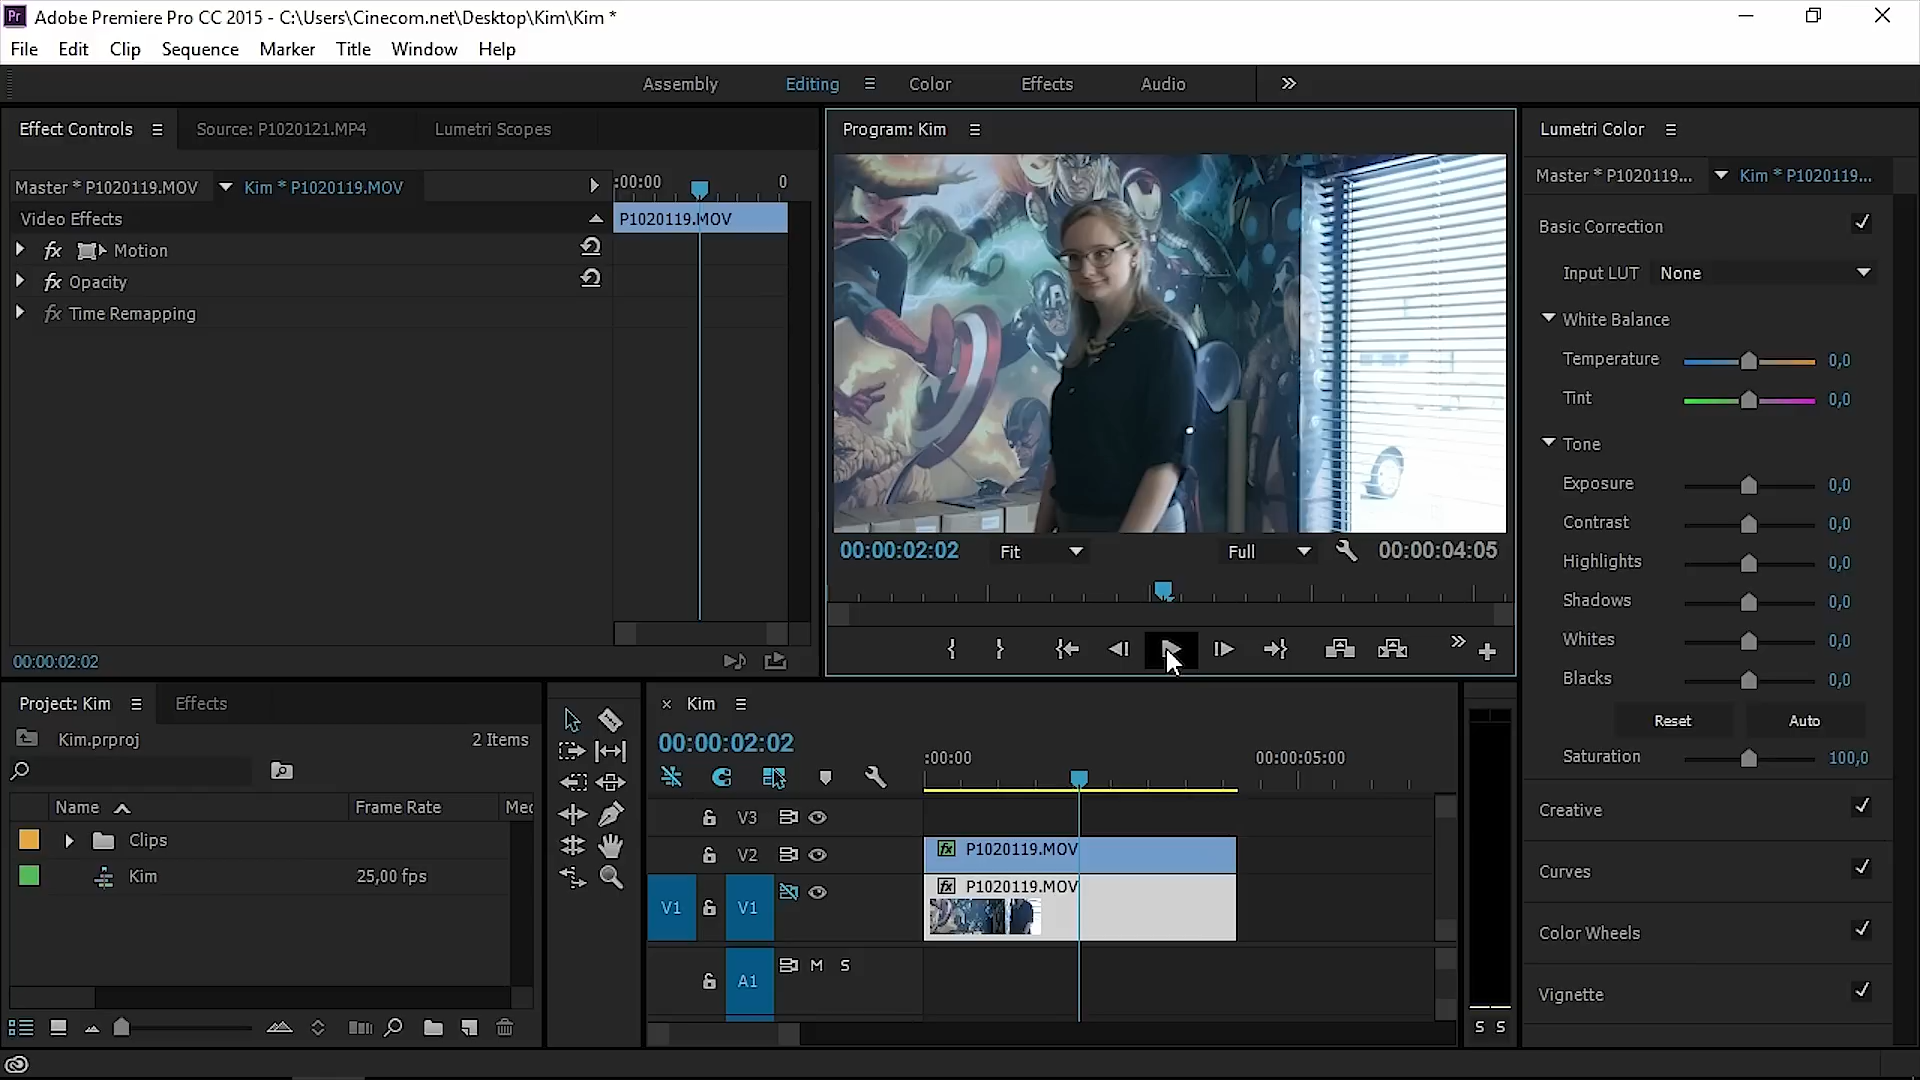 Pr Adobe Premiere Pro CC 2015 - C:\Users\Cinecom.net\Desktop\Kim\Kim *
File Edit Clip Sequence Marker Title Window Help
Assembly Editing Color Effects Audio
Effect Controls Source: P1020121.MP4 Lumetri Scopes
Master * P1020119.MOV Kim * P1020119.MOV
:00:00 0
Video Effects
P1020119.MOV
fx Motion
fx Opacity
fx Time Remapping
00:00:02:02
Program: Kim
00:00:02:02 Fit Full 00:00:04:05
Lumetri Color
Master * P1020119... Kim * P1020119...
Basic Correction
Input LUT None
White Balance
Temperature 0,0
Tint 0,0
Tone
Exposure 0,0
Contrast 0,0
Highlights 0,0
Shadows 0,0
Whites 0,0
Blacks 0,0
Reset Auto
Saturation 100,0
Creative
Curves
Color Wheels
Vignette
Project: Kim Effects
Kim.prproj 2 Items
Name Frame Rate Med
Clips
Kim 25,00 fps
× Kim
00:00:02:02
:00:00 00:00:05:00
V3
V2 fx P1020119.MOV
V1 V1 fx P1020119.MOV
A1 M S
S S